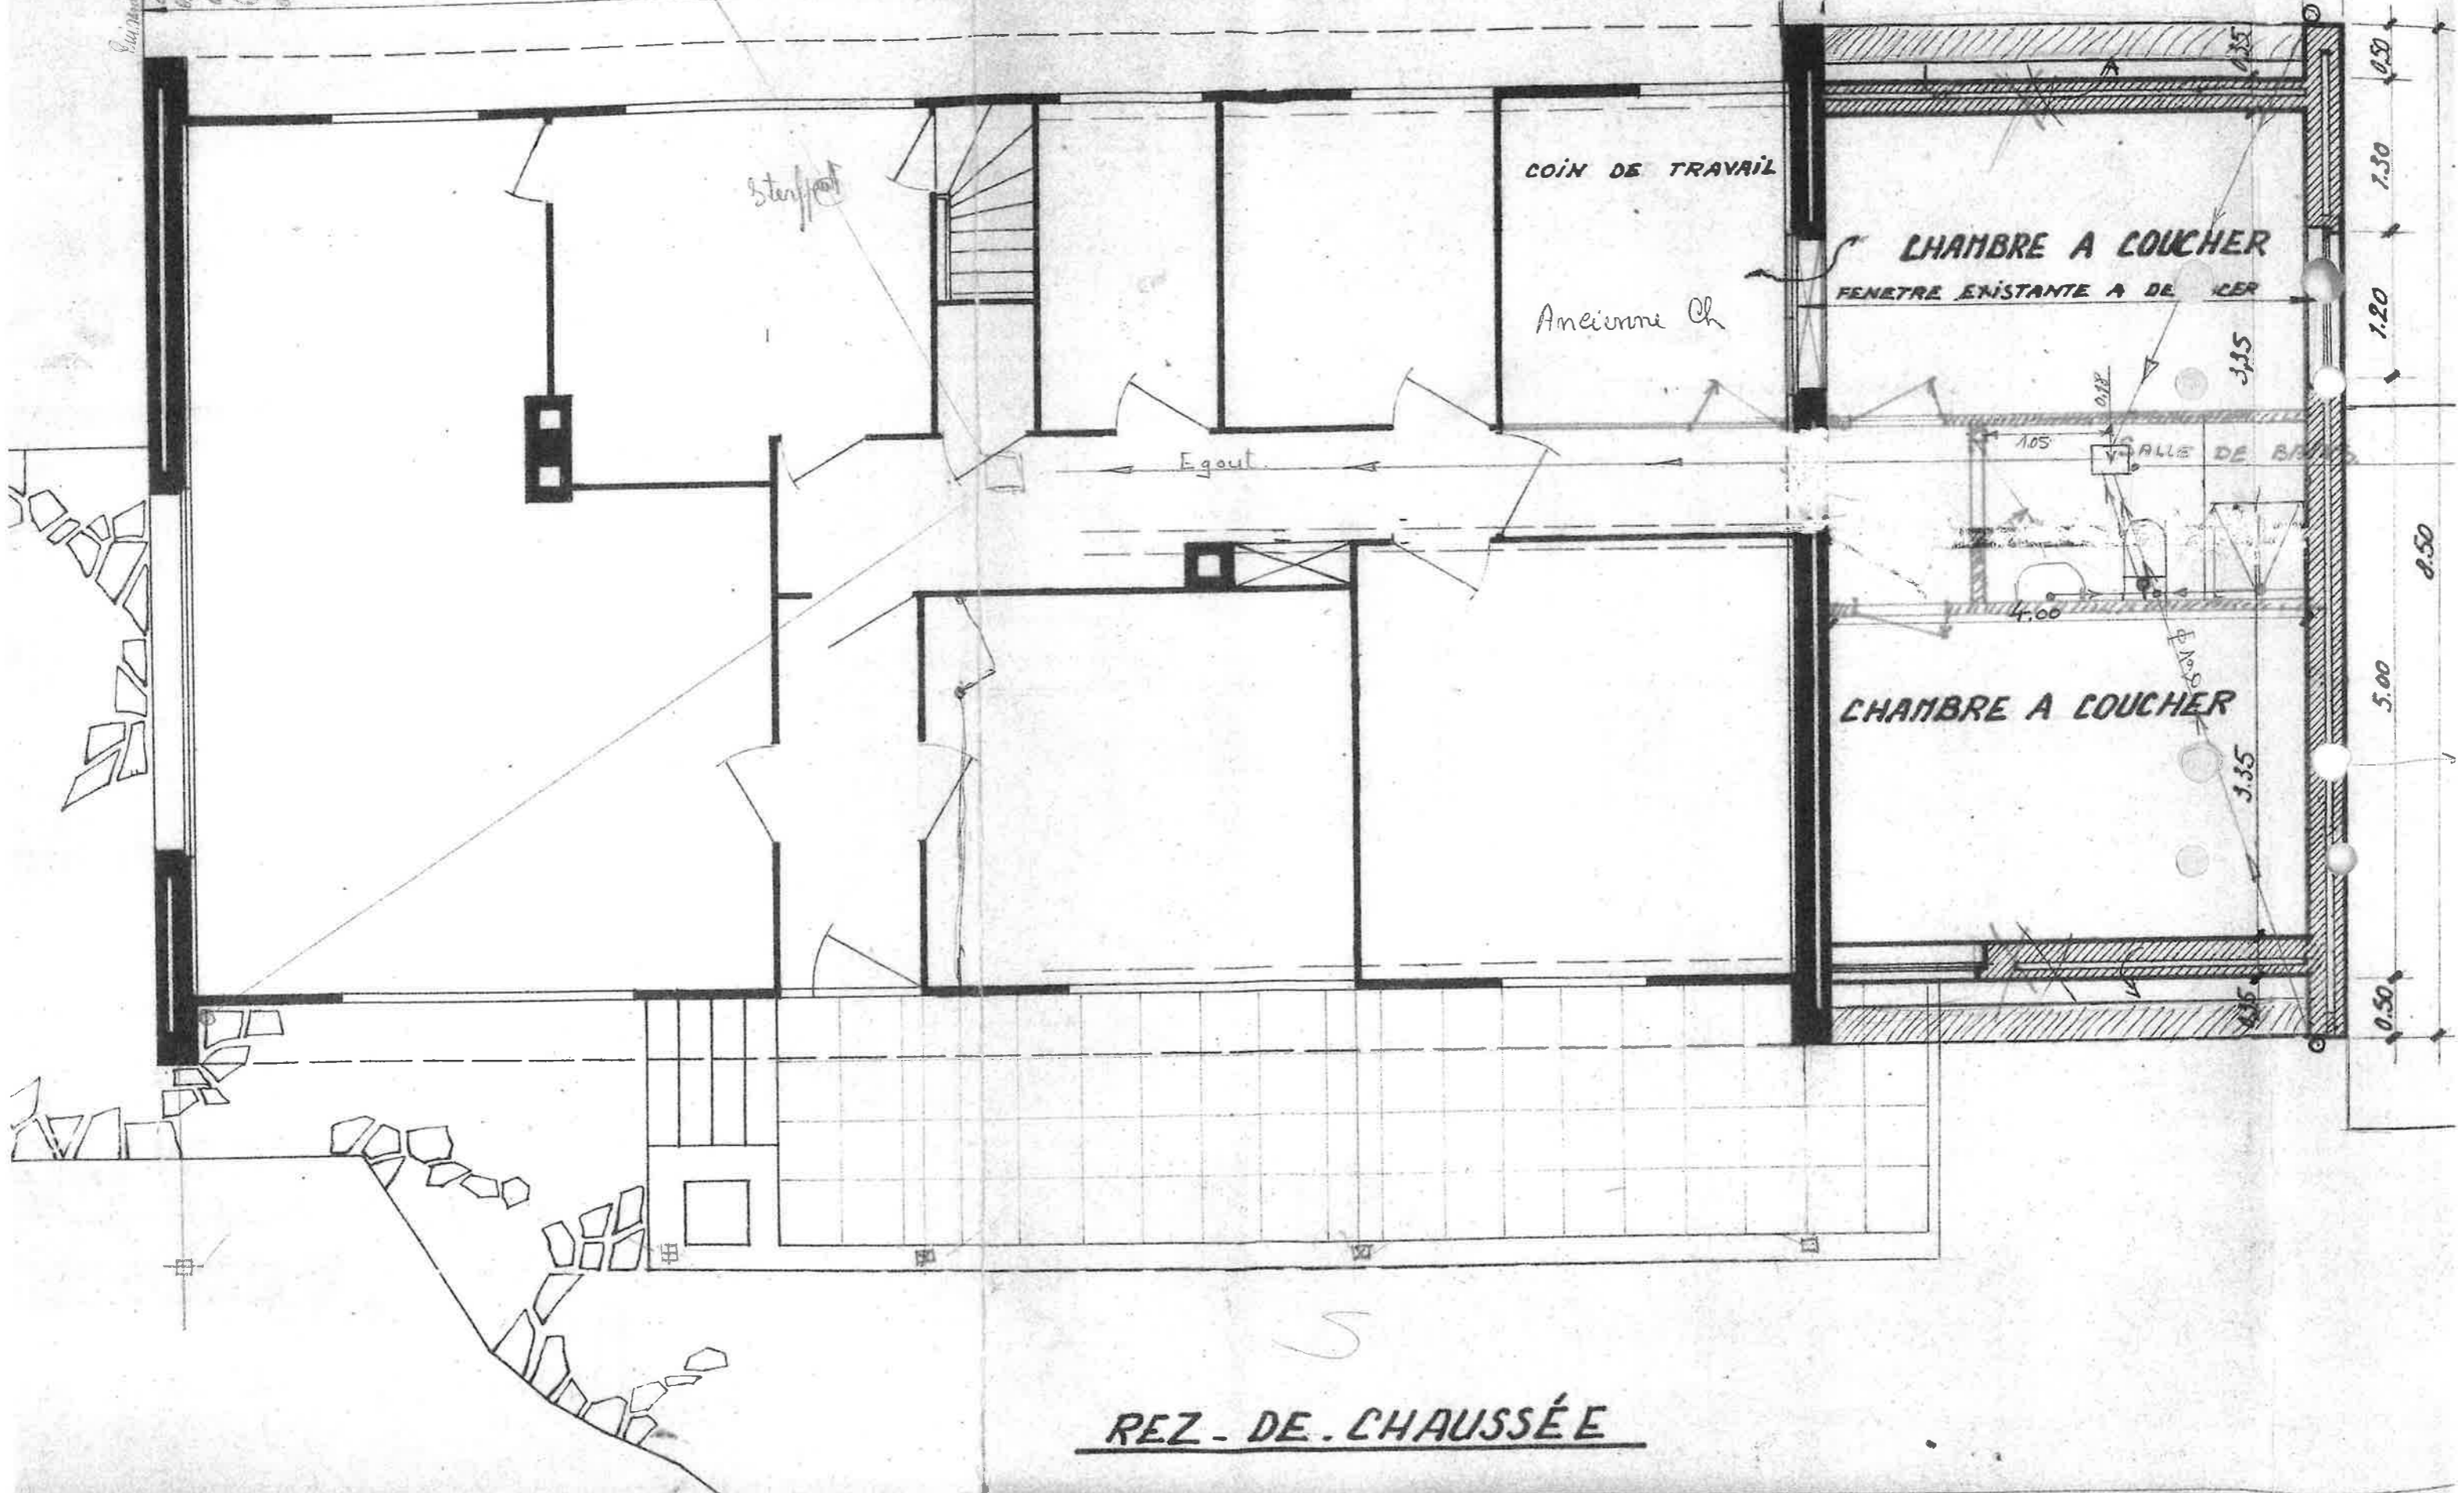 0.50
0.35
1.30
COIN DE TRAVAIL
CHAMBRE A COUCHER
FENETRE EXISTANTE A DE CER
Ancienne Ch
1.20
3,35
0,18
1.05
SALLE DE BAINS
Egout
8.50
4.00
5.00
CHAMBRE A COUCHER
3.35
0,35
0.50
REZ-DE-CHAUSSÉE